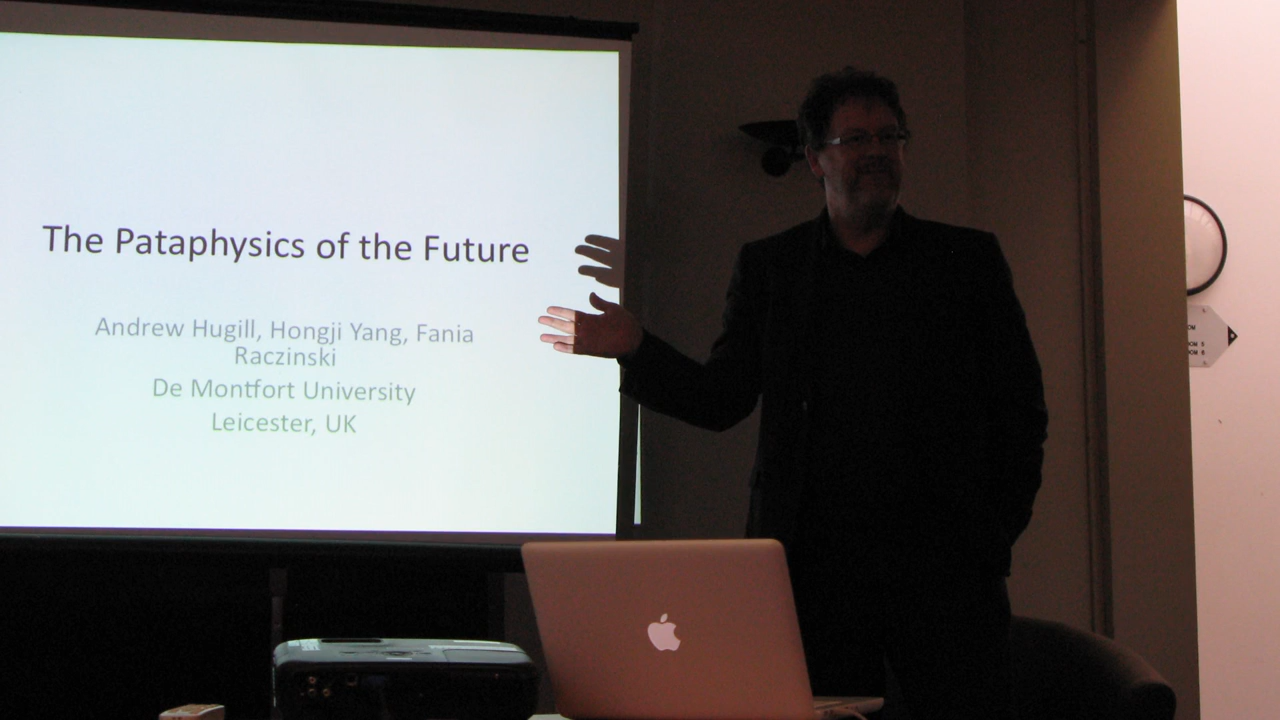 The Pataphysics of the Future
Andrew Hugill, Hongji Yang, Fania
Raczinski
De Montfort University
Leicester, UK